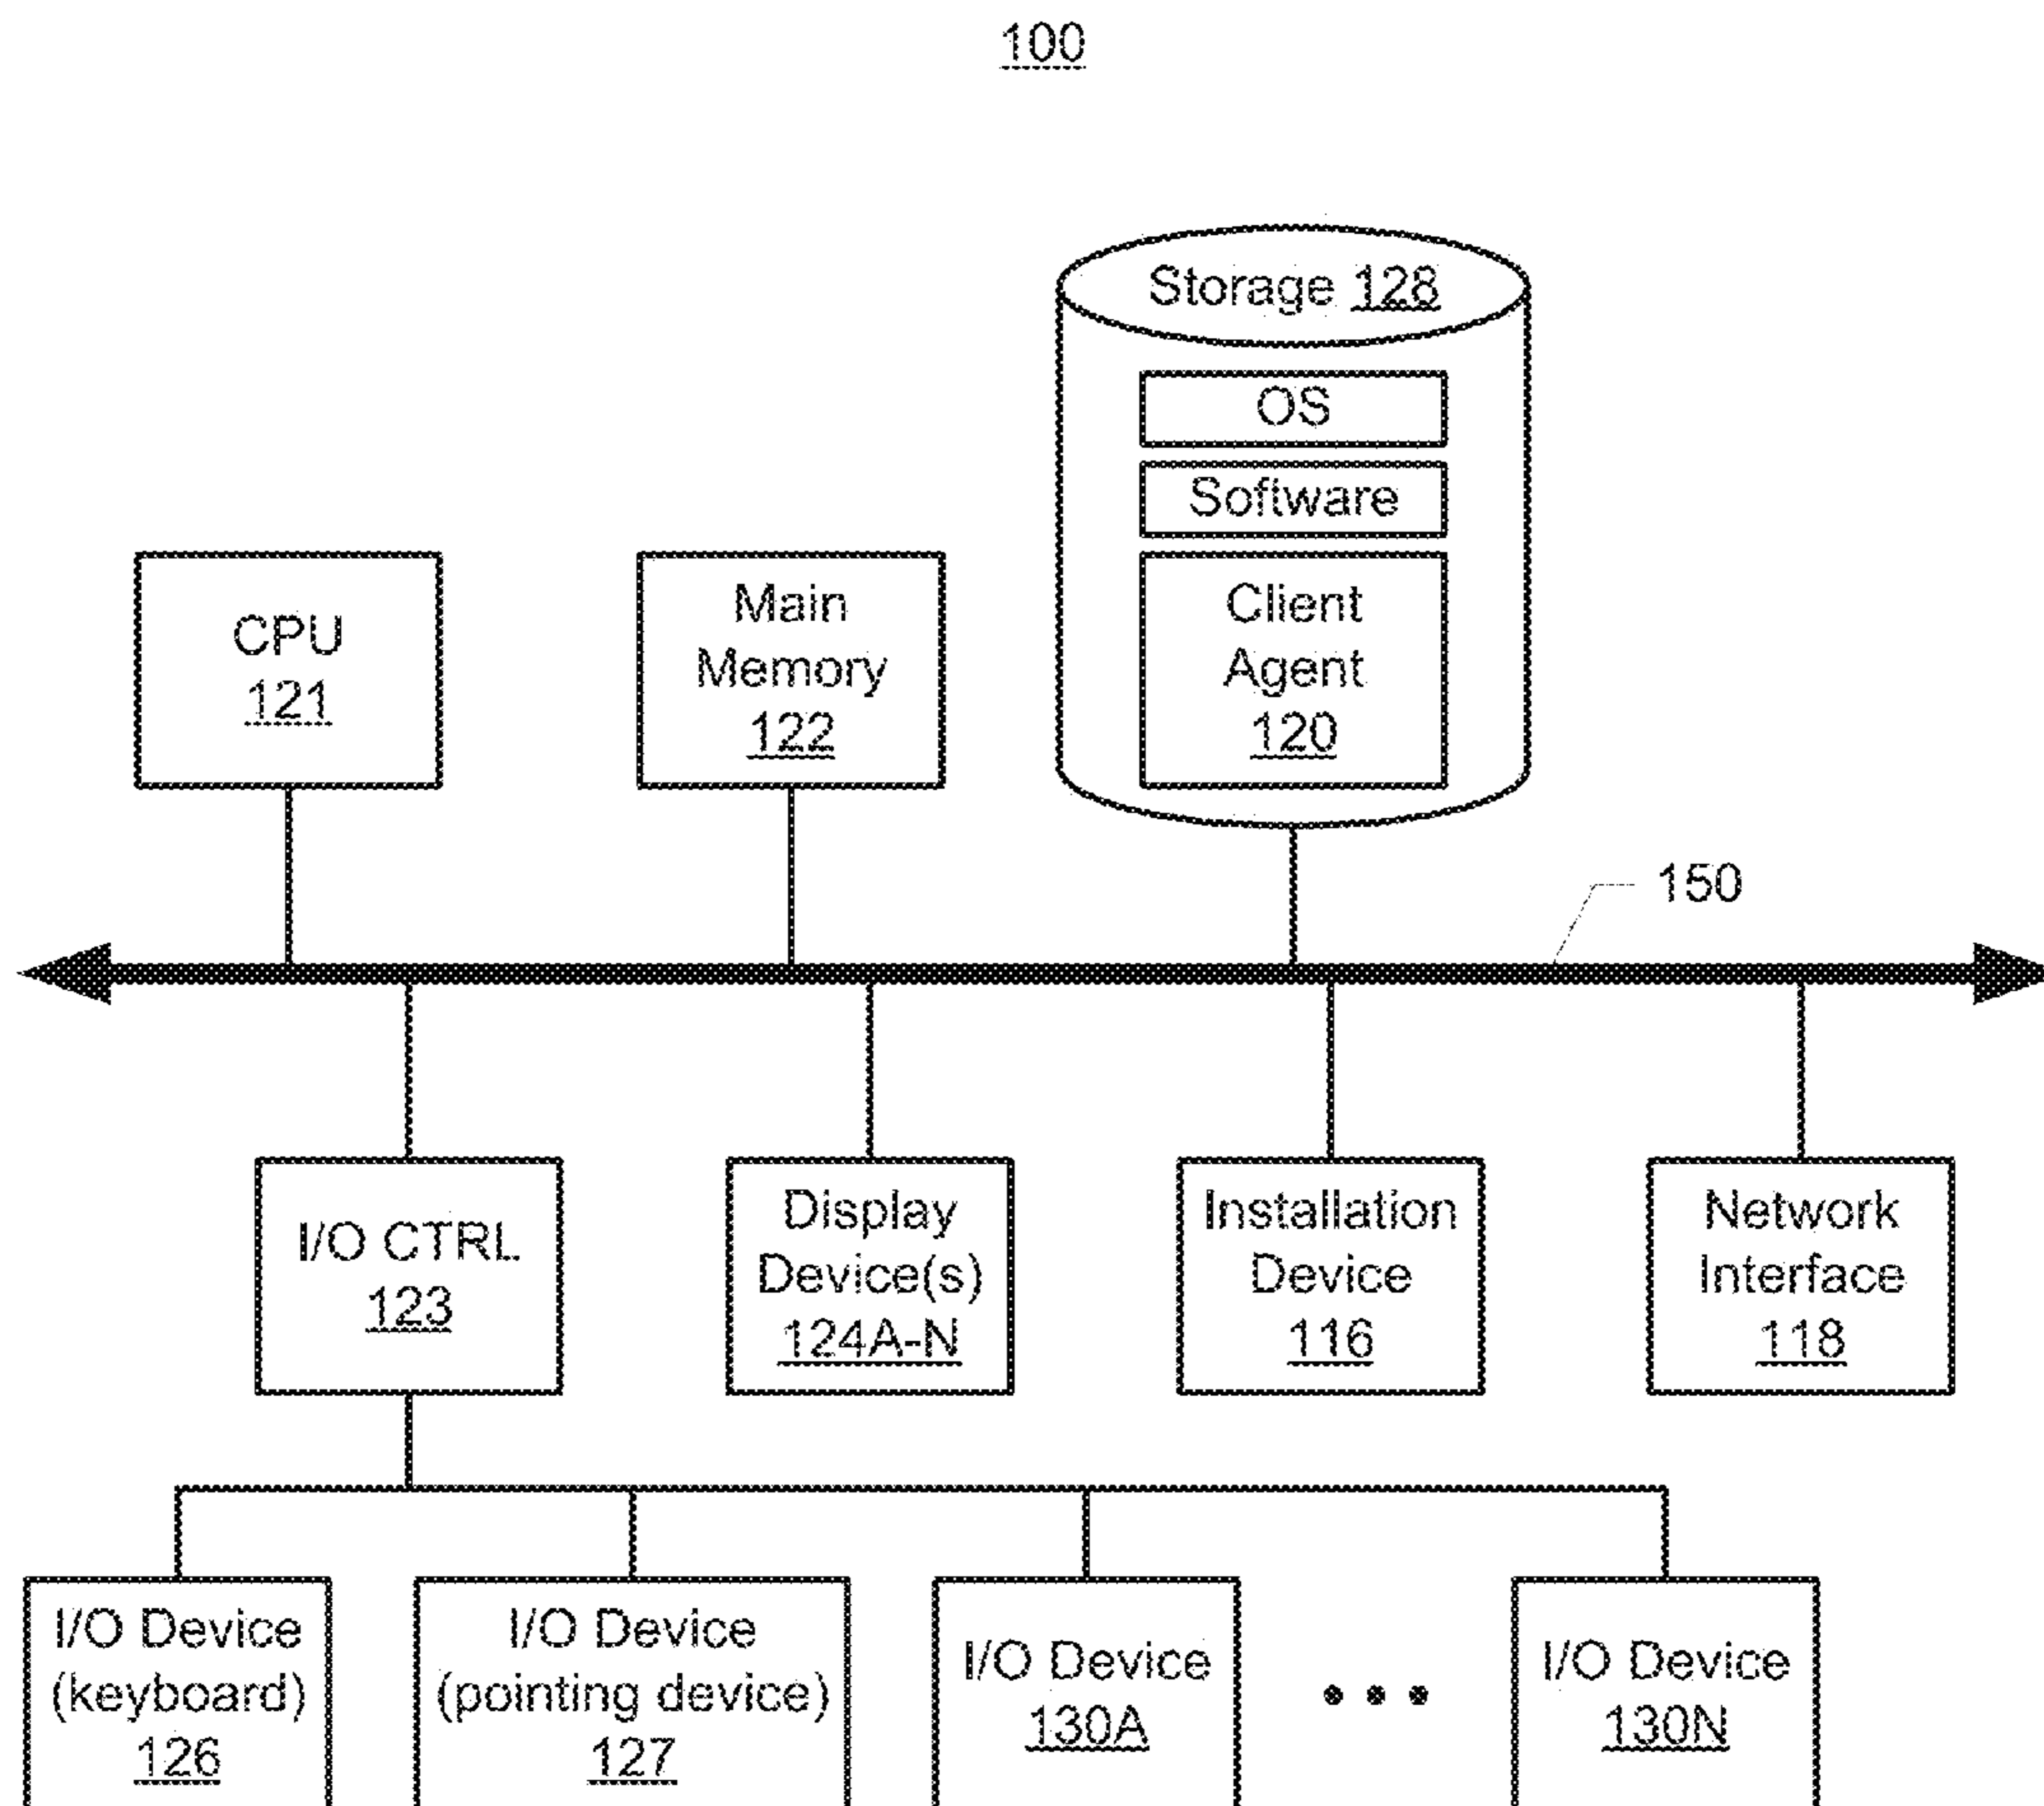 100
Storage 128
OS
Software
Client
Agent
120
CPU
121
Main
Memory
122
150
I/O CTRL
123
Display
Device(s)
124A-N
Installation
Device
116
Network
Interface
118
I/O Device
(keyboard)
126
I/O Device
(pointing device)
127
I/O Device
130A
• • •
I/O Device
130N